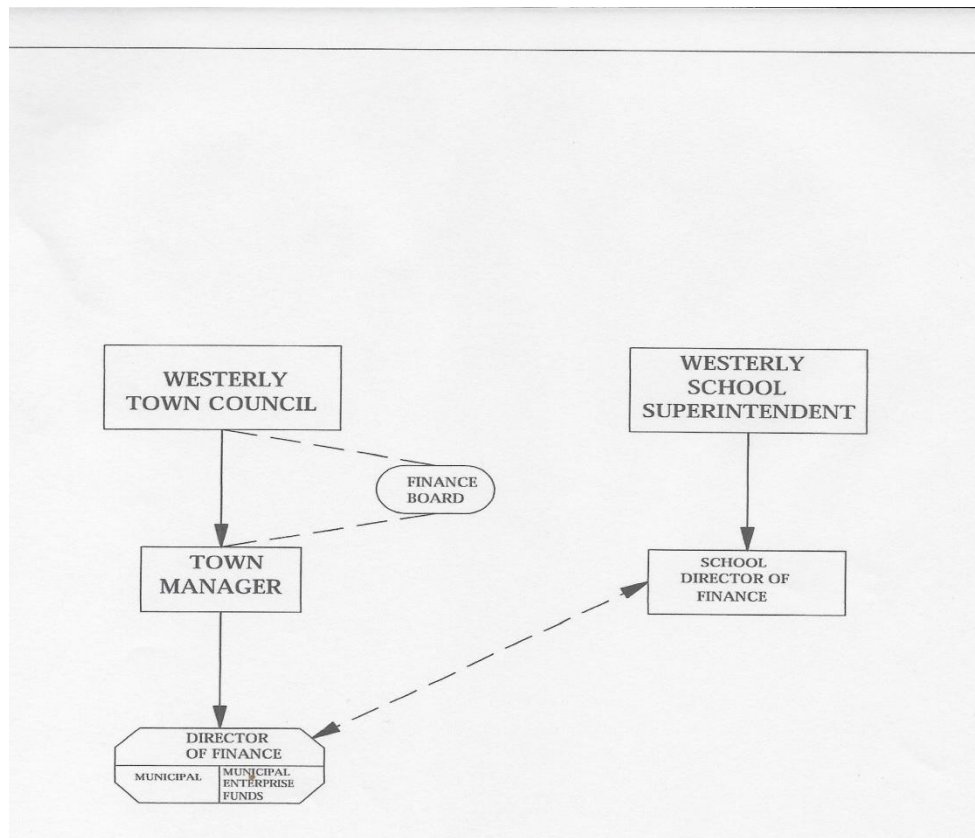 WESTERLY
TOWN COUNCIL
WESTERLY
SCHOOL
SUPERINTENDENT
FINANCE
BOARD
TOWN
MANAGER
SCHOOL
DIRECTOR OF
FINANCE
DIRECTOR
OF FINANCE
MUNICIPAL
MUNICIPAL
ENTERPRISE
FUNDS